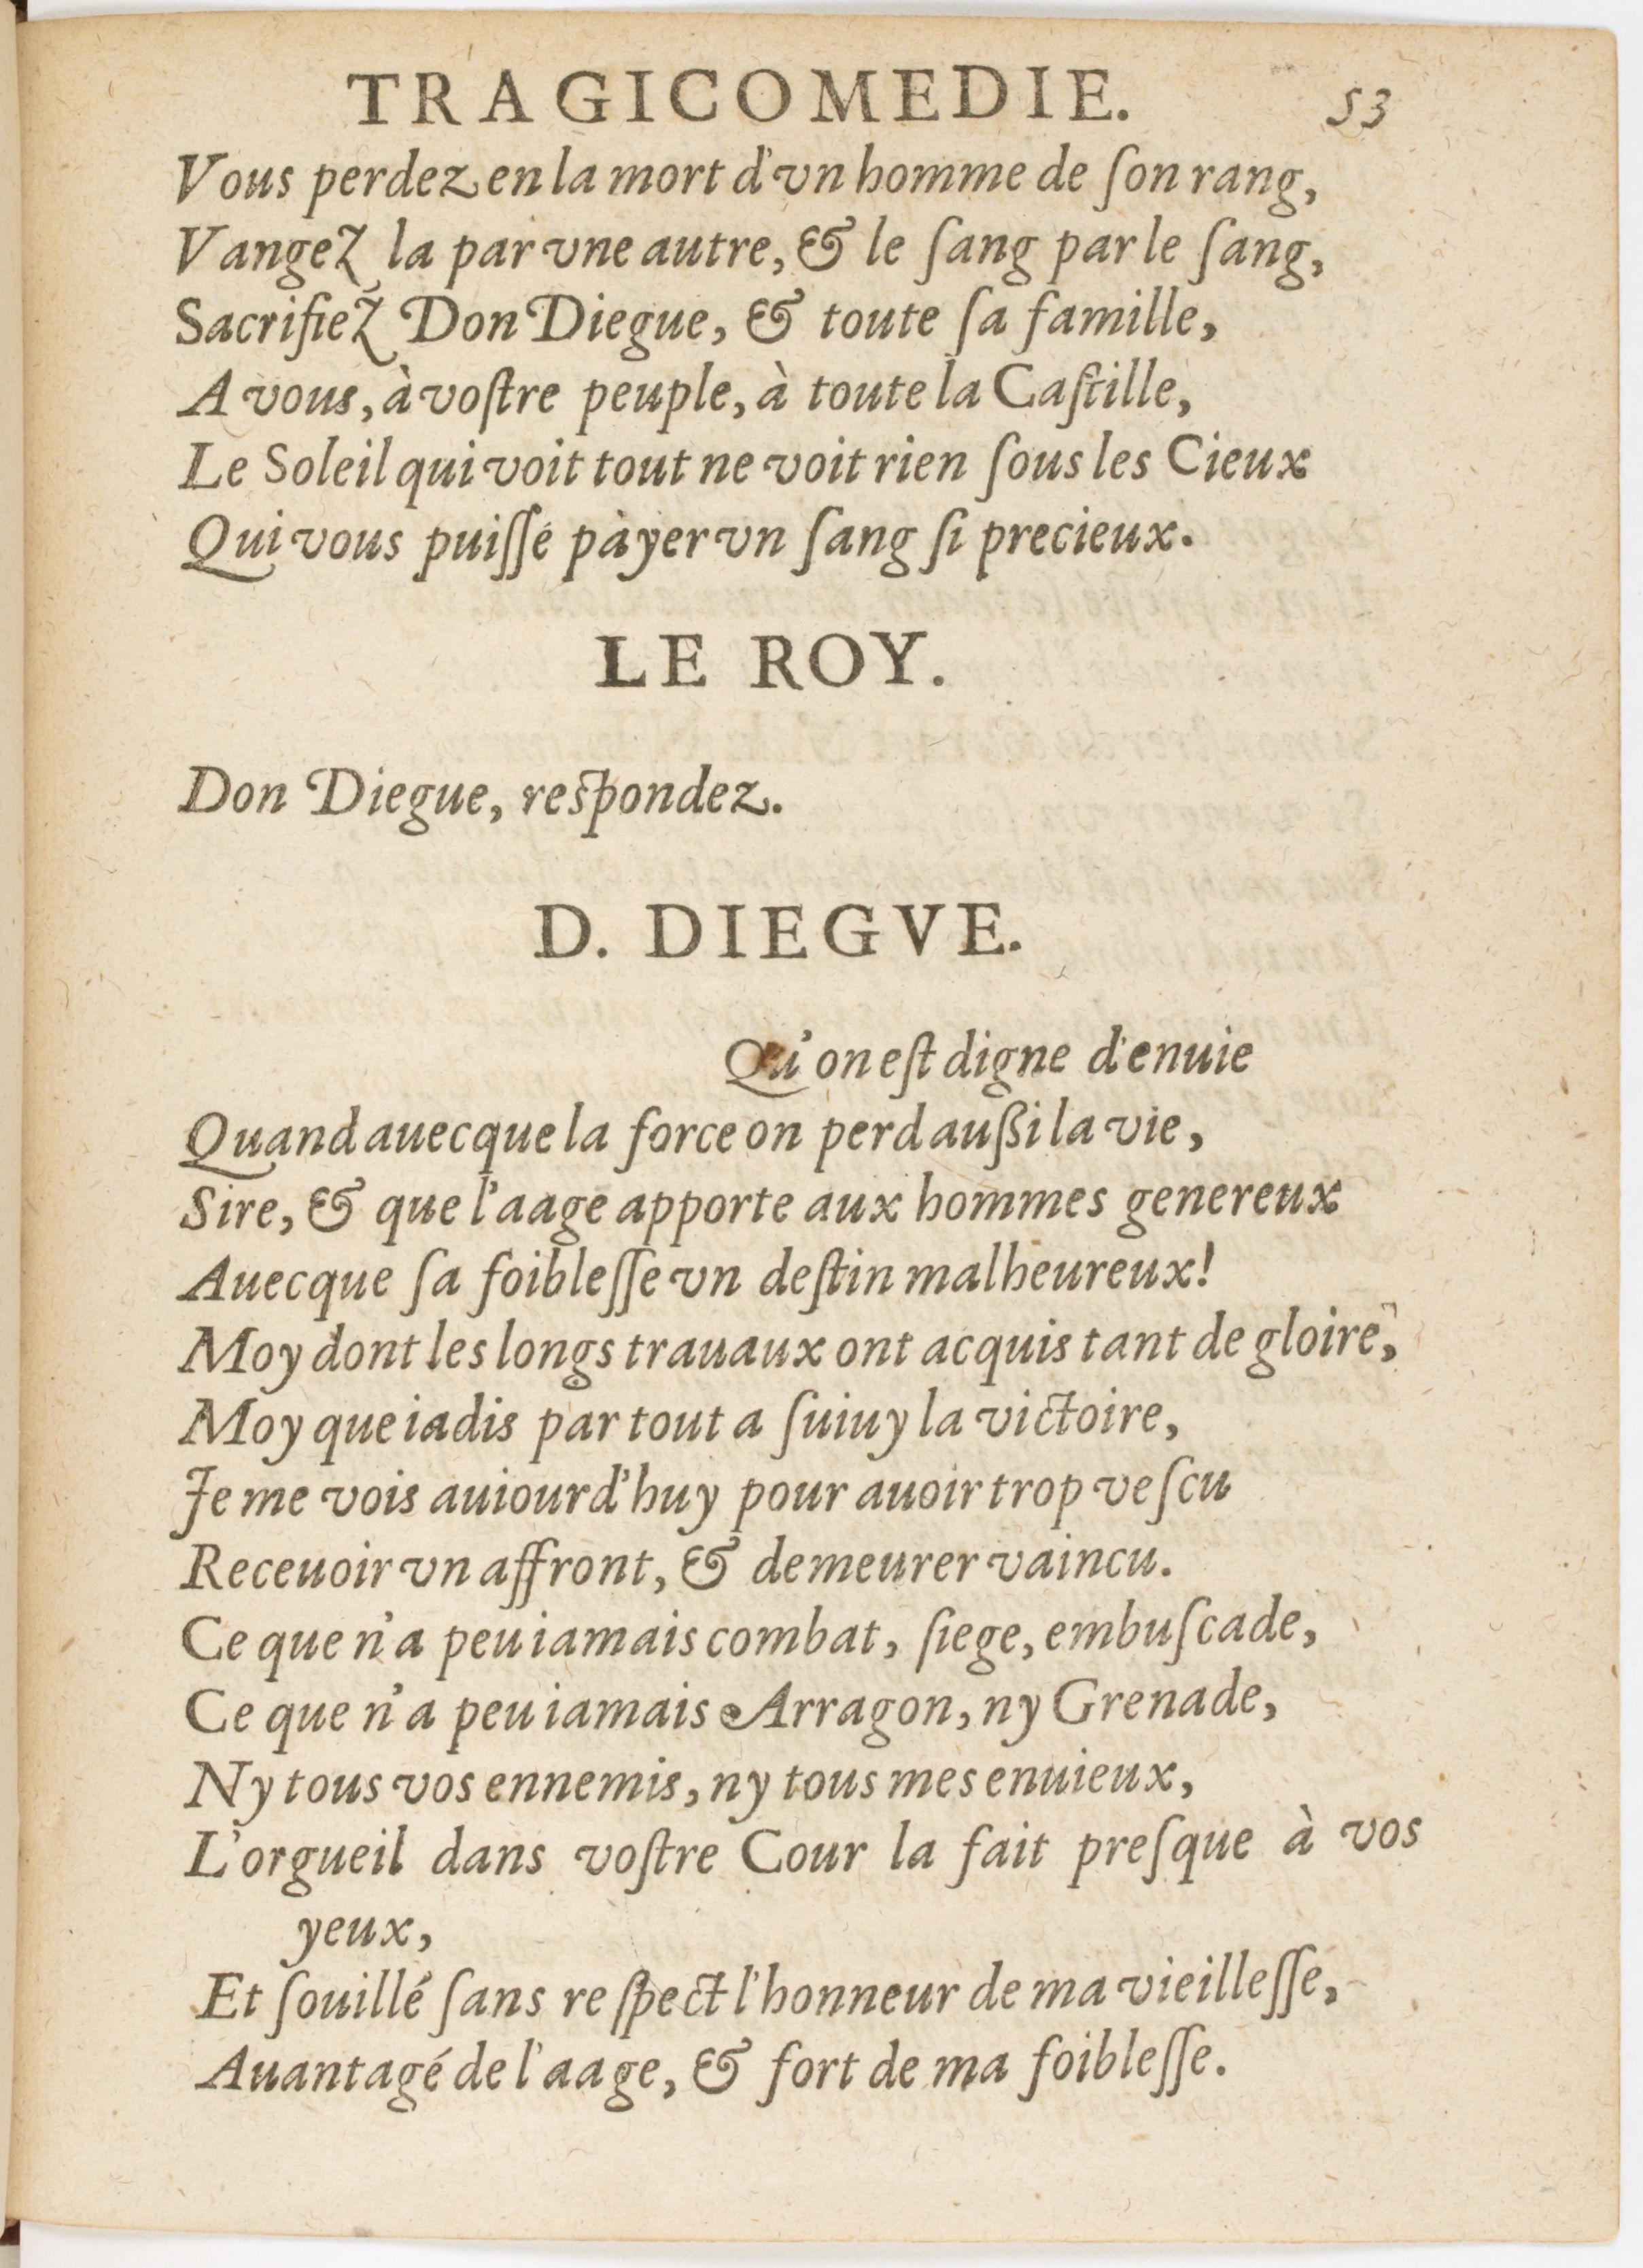 TRAGICOMEDIE. 53
Vous perdez en la mort d'vn homme de ſon rang,
Vangez la par vne autre, & le ſang par le ſang,
Sacrifiez Don Diegue, & toute ſa famille,
A vous, à voſtre peuple, à toute la Caſtille,
Le Soleil qui voit tout ne voit rien ſous les Cieux
Qui vous puiſſe payer vn ſang ſi precieux.
LE ROY.
Don Diegue, reſpondez.
D. DIEGVE.
Qu'on eſt digne d'enuie
Quand auecque la force on perd auſſi la vie,
Sire, & que l'aage apporte aux hommes genereux
Auecque ſa foibleſſe vn deſtin malheureux!
Moy dont les longs trauaux ont acquis tant de gloire,
Moy que iadis par tout a ſuiuy la victoire,
Je me vois auiourd'huy pour auoir trop veſcu
Receuoir vn affront, & demeurer vaincu.
Ce que n'a peu iamais combat, ſiege, embuſcade,
Ce que n'a peu iamais Arragon, ny Grenade,
Ny tous vos ennemis, ny tous mes enuieux,
L'orgueil dans voſtre Cour la fait preſque à vos
yeux,
Et ſouillé ſans reſpect l'honneur de ma vieilleſſe,
Auantagé de l'aage, & fort de ma foibleſſe.